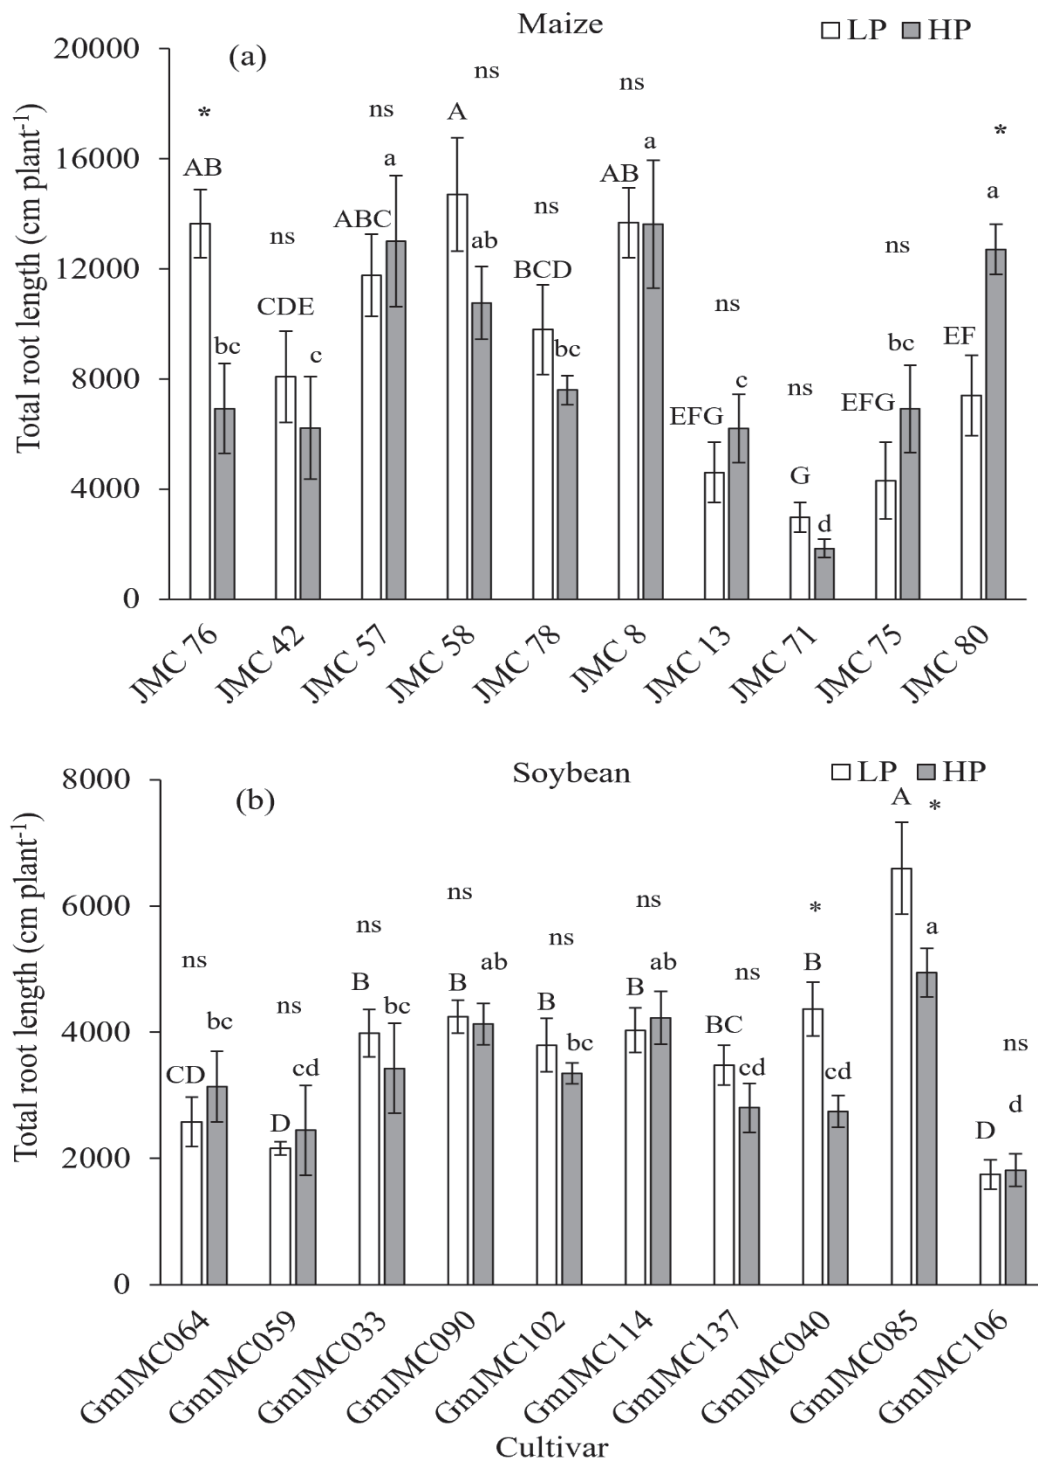 Maize
LP HP
(a)
Total root length (cm plant-1)
20000
16000
12000
8000
4000
0
* ns ns ns ns ns ns ns ns *
AB bc CDE c ABC a A ab BCD bc AB a EFG c G d EFG bc EF a
JMC 76 JMC 42 JMC 57 JMC 58 JMC 78 JMC 8 JMC 13 JMC 71 JMC 75 JMC 80
Soybean
LP HP
(b)
Total root length (cm plant-1)
8000
6000
4000
2000
0
ns ns ns ns ns ns ns * * ns
CD bc D cd B bc B ab B bc B ab BC cd B cd A a D d
GmJMC064 GmJMC059 GmJMC033 GmJMC090 GmJMC102 GmJMC114 GmJMC137 GmJMC040 GmJMC085 GmJMC106
Cultivar